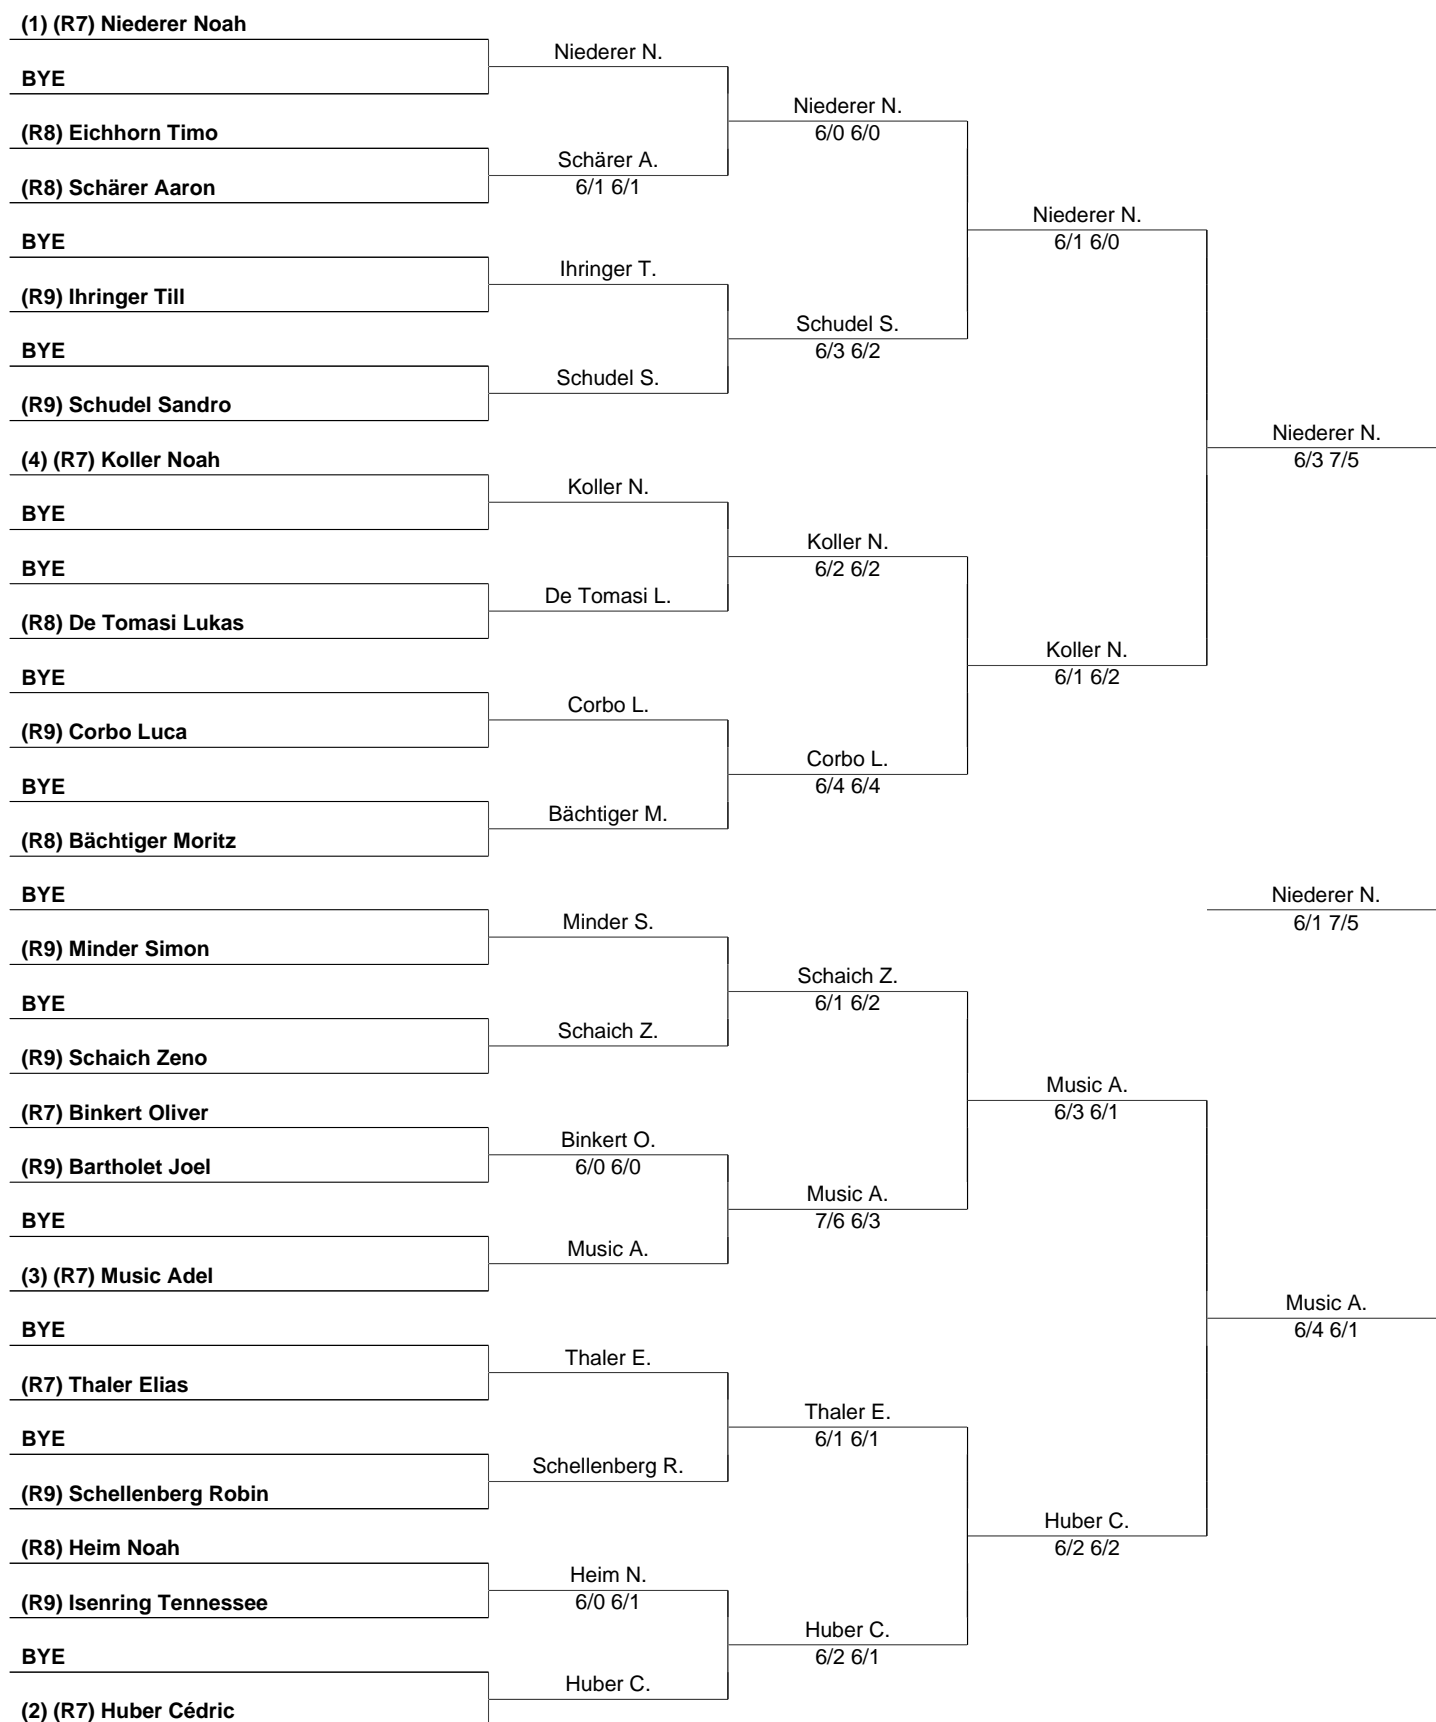 (1) (R7) Niederer Noah
Niederer N.
BYE
Niederer N.
6/0 6/0
(R8) Eichhorn Timo
Schärer A.
6/1 6/1
(R8) Schärer Aaron
Niederer N.
6/1 6/0
BYE
Ihringer T.
(R9) Ihringer Till
Schudel S.
6/3 6/2
BYE
Schudel S.
(R9) Schudel Sandro
Niederer N.
6/3 7/5
(4) (R7) Koller Noah
Koller N.
BYE
Koller N.
6/2 6/2
BYE
De Tomasi L.
(R8) De Tomasi Lukas
Koller N.
6/1 6/2
BYE
Corbo L.
(R9) Corbo Luca
Corbo L.
6/4 6/4
BYE
Bächtiger M.
(R8) Bächtiger Moritz
BYE
Niederer N.
6/1 7/5
Minder S.
(R9) Minder Simon
Schaich Z.
6/1 6/2
BYE
Schaich Z.
(R9) Schaich Zeno
Music A.
6/3 6/1
(R7) Binkert Oliver
Binkert O.
6/0 6/0
(R9) Bartholet Joel
Music A.
7/6 6/3
BYE
Music A.
(3) (R7) Music Adel
Music A.
6/4 6/1
BYE
Thaler E.
(R7) Thaler Elias
Thaler E.
6/1 6/1
BYE
Schellenberg R.
(R9) Schellenberg Robin
Huber C.
6/2 6/2
(R8) Heim Noah
Heim N.
6/0 6/1
(R9) Isenring Tennessee
Huber C.
6/2 6/1
BYE
Huber C.
(2) (R7) Huber Cédric